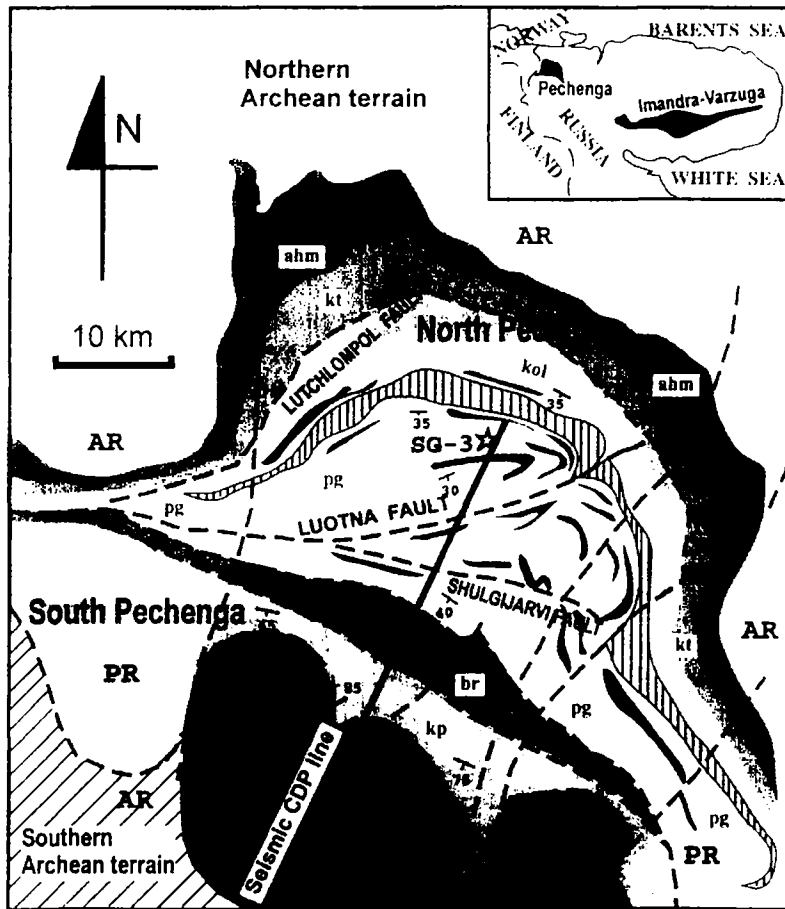 Northern
Archean terrain
N
10 km
NORWAY
BARENTS SEA
Pechenga
Imandra-Varzuga
FINLAND
RUSSIA
WHITE SEA
AR
ahm
kt
LUTCHLOMPOL FAULT
North Pe
kol
35
ahm
AR
35
SG-3
pg
30
pg
LUOTNA FAULT
SHULGIJARVI FAULT
40
South Pechenga
AR
kt
85
br
PR
kp
pg
AR
pg
PR
Southern
Archean terrain
Seismic CDP line